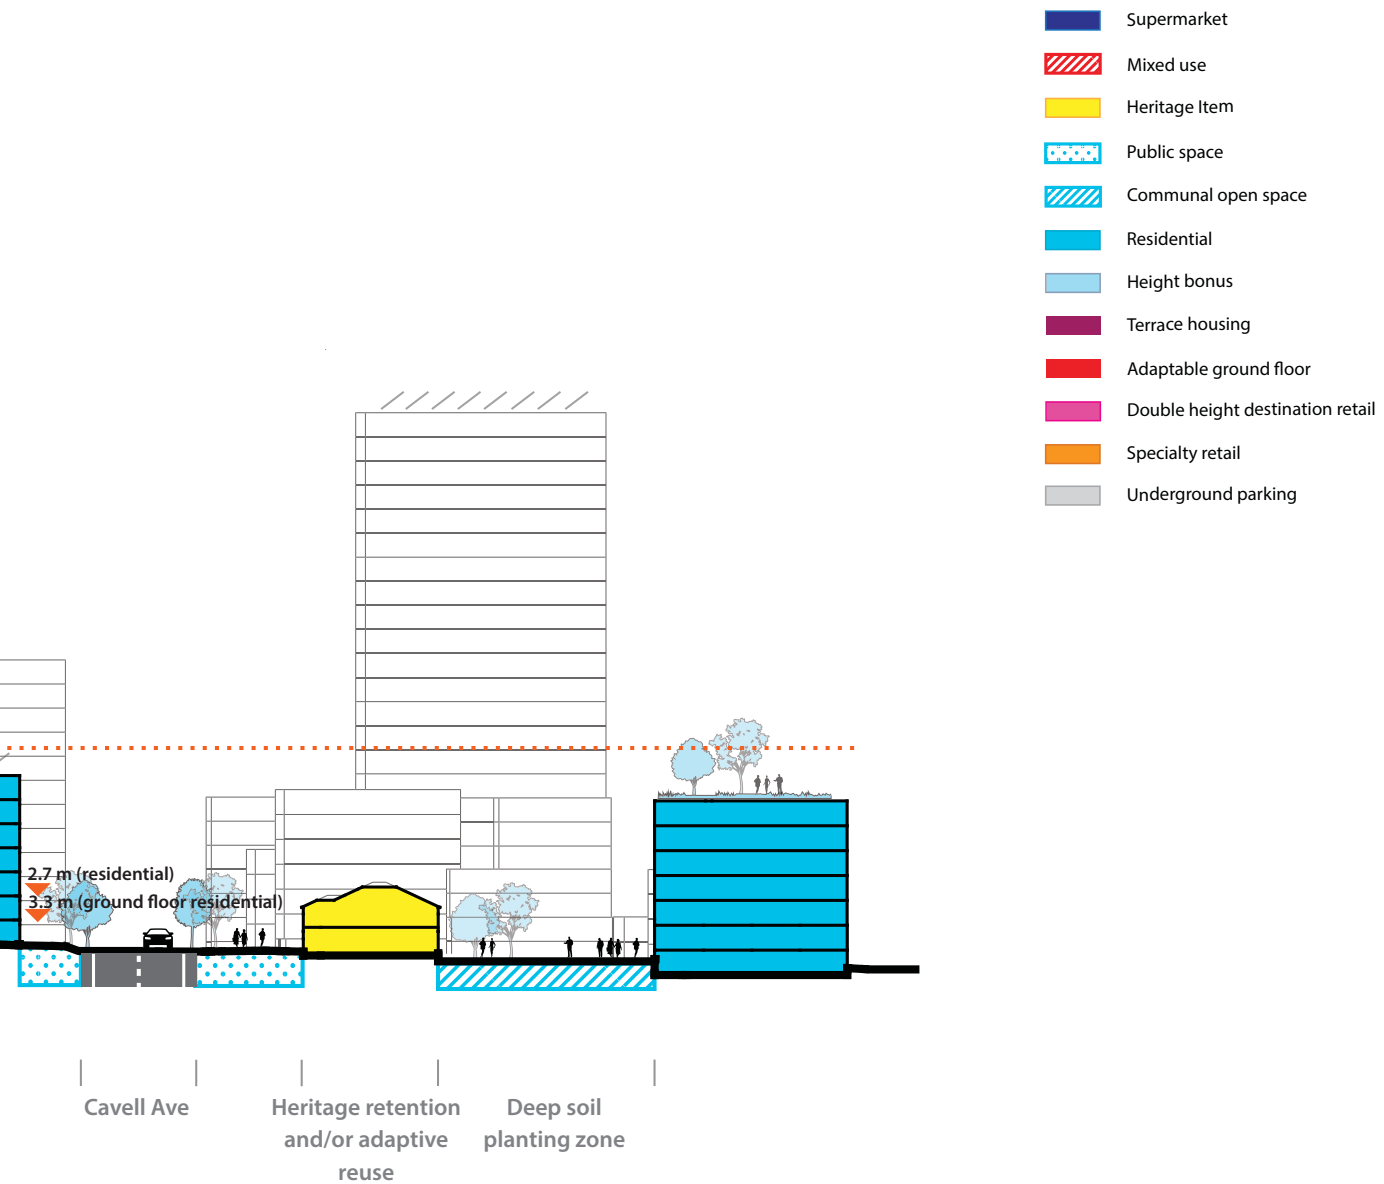 Supermarket
Mixed use
Heritage Item
Public space
Communal open space
Residential
Height bonus
Terrace housing
Adaptable ground floor
Double height destination retail
Specialty retail
Underground parking
2.7 m (residential)
3.3 m (ground floor residential)
Cavell Ave
Heritage retention
and/or adaptive
reuse
Deep soil
planting zone